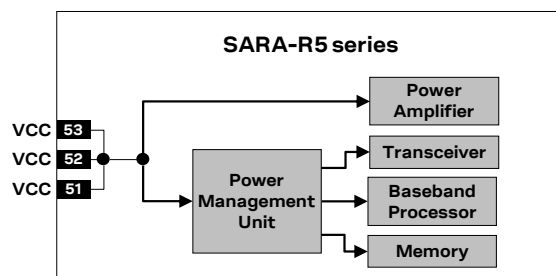 SARA-R5 series
Power
Amplifier
VCC 53
VCC 52
VCC 51
Transceiver
Power
Management
Unit
Baseband
Processor
Memory